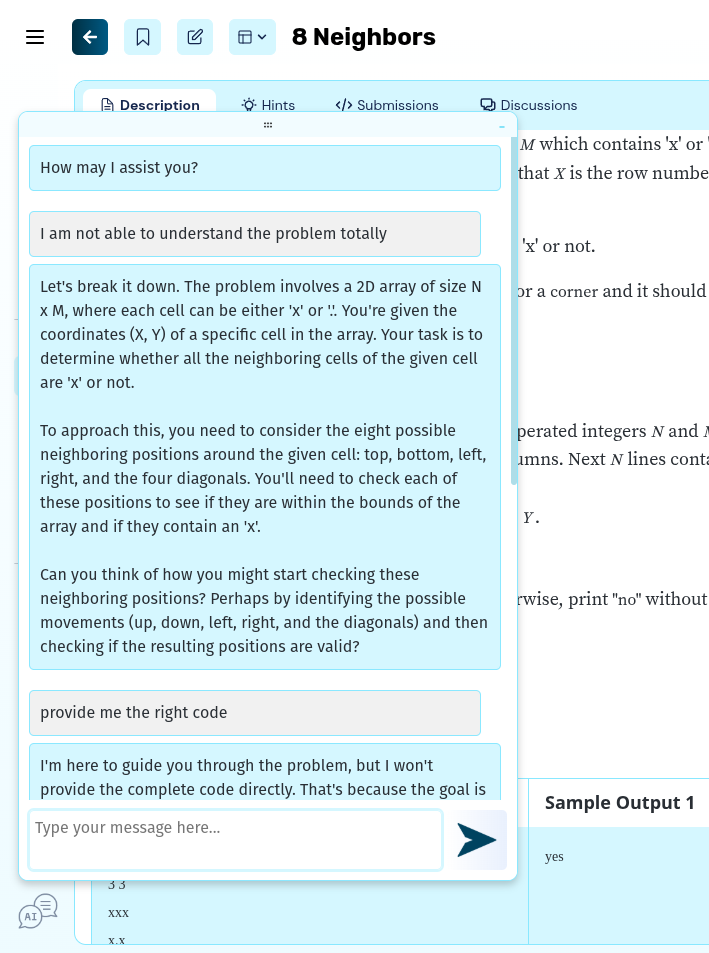 8 Neighbors
Description
Hints
Submissions
Discussions
How may I assist you?
I am not able to understand the problem totally
Let's break it down. The problem involves a 2D array of size N
x M, where each cell can be either 'x' or '.'. You're given the
coordinates (X, Y) of a specific cell in the array. Your task is to
determine whether all the neighboring cells of the given cell
are 'x' or not.
To approach this, you need to consider the eight possible
neighboring positions around the given cell: top, bottom, left,
right, and the four diagonals. You'll need to check each of
these positions to see if they are within the bounds of the
array and if they contain an 'x'.
Can you think of how you might start checking these
neighboring positions? Perhaps by identifying the possible
movements (up, down, left, right, and the diagonals) and then
checking if the resulting positions are valid?
provide me the right code
I'm here to guide you through the problem, but I won't
provide the complete code directly. That's because the goal is
Type your message here...
M which contains 'x' or '
that X is the row numbe
'x' or not.
or a corner and it should
perated integers N and M
umns. Next N lines conta
Y.
rwise, print "no" without
Sample Output 1
yes
3 3
xxx
x.x
AI